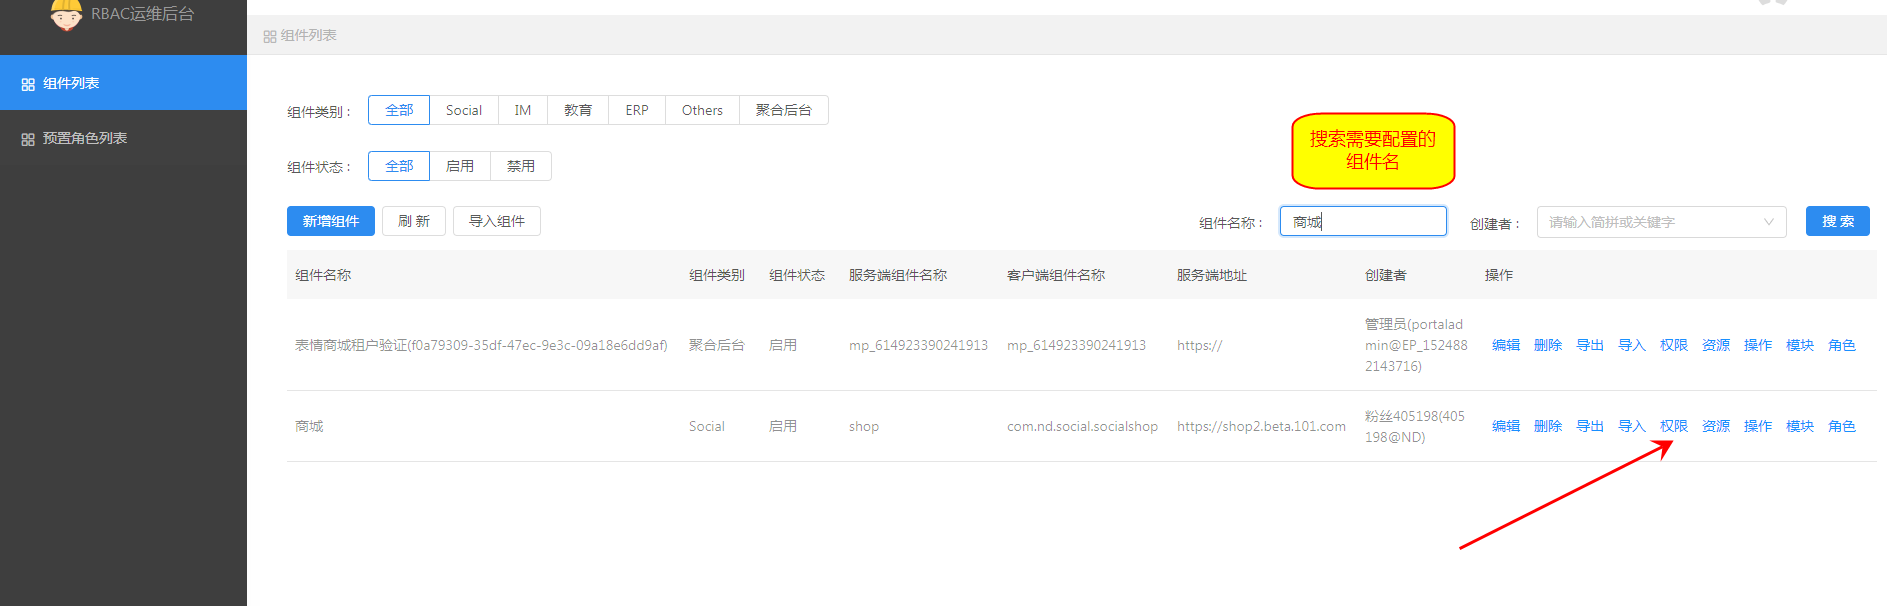 RBAC运维后台
组件列表
组件列表
预置角色列表
组件类别： 全部 Social IM 教育 ERP Others 聚合后台
搜索需要配置的
组件名
组件状态： 全部 启用 禁用
新增组件 刷 新 导入组件 组件名称： 商城 创建者： 请输入简拼或关键字 搜 索
组件名称 组件类别 组件状态 服务端组件名称 客户端组件名称 服务端地址 创建者 操作
表情商城租户验证(f0a79309-35df-47ec-9e3c-09a18e6dd9af) 聚合后台 启用 mp_614923390241913 mp_614923390241913 https:// 管理员(portalad
min@EP_152488
2143716) 编辑 删除 导出 导入 权限 资源 操作 模块 角色
商城 Social 启用 shop com.nd.social.socialshop https://shop2.beta.101.com 粉丝405198(405
198@ND) 编辑 删除 导出 导入 权限 资源 操作 模块 角色